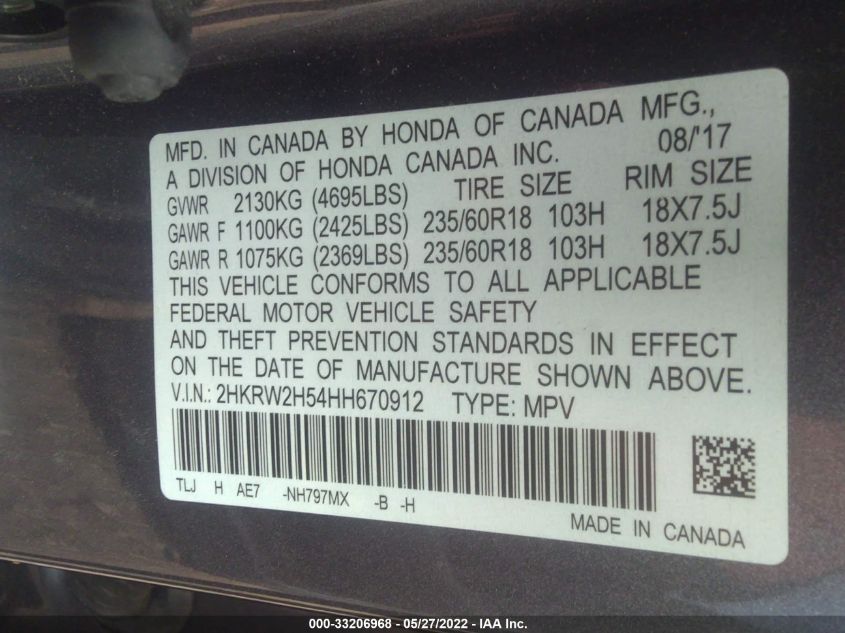 MFD. IN CANADA BY HONDA OF CANADA MFG.,
A DIVISION OF HONDA CANADA INC. 08/'17
GVWR 2130KG (4695LBS) TIRE SIZE RIM SIZE
GAWR F 1100KG (2425LBS) 235/60R18 103H 18X7.5J
GAWR R 1075KG (2369LBS) 235/60R18 103H 18X7.5J
THIS VEHICLE CONFORMS TO ALL APPLICABLE
FEDERAL MOTOR VEHICLE SAFETY
AND THEFT PREVENTION STANDARDS IN EFFECT
ON THE DATE OF MANUFACTURE SHOWN ABOVE.
V.I.N.: 2HKRW2H54HH670912 TYPE: MPV
TLJ H AE7 -NH797MX -B -H
MADE IN CANADA
000-33206968 - 05/27/2022 - IAA Inc.